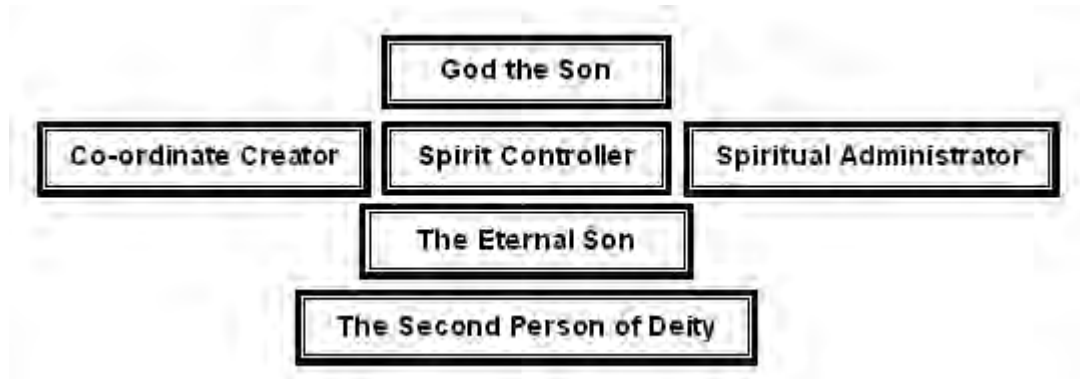 God the Son
Co-ordinate Creator
Spirit Controller
Spiritual Administrator
The Eternal Son
The Second Person of Deity